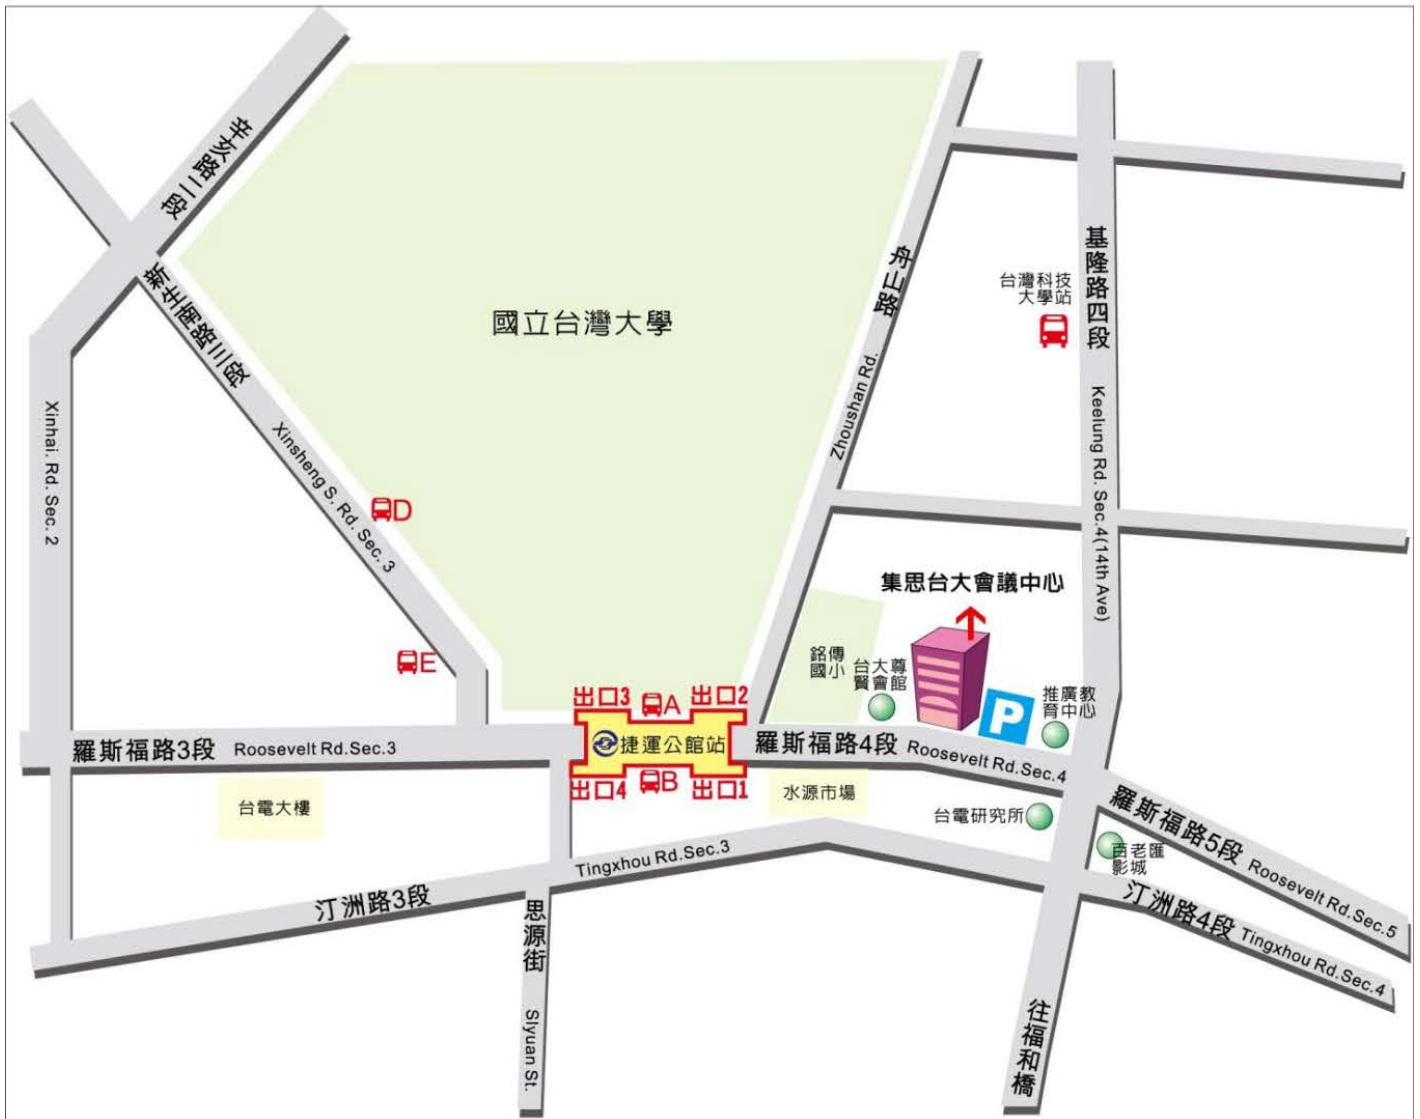 辛亥路二段
新生南路三段
Xinhai. Rd. Sec. 2
Xinsheng S. Rd. Sec. 3
國立台灣大學
舟山路
Zhoushan Rd.
基隆路四段
Keelung Rd. Sec.4(14th Ave)
台灣科技
大學站
D
E
集思台大會議中心
銘傳
國小
台大尊
賢會館
P
推廣教
育中心
出口3
A
出口2
捷運公館站
出口4
B
出口1
羅斯福路3段 Roosevelt Rd.Sec.3
羅斯福路4段 Roosevelt Rd.Sec.4
台電大樓
水源市場
台電研究所
百老匯
影城
羅斯福路5段 Roosevelt Rd.Sec.5
汀洲路3段 Tingxhou Rd.Sec.3
汀洲路4段 Tingxhou Rd.Sec.4
思源街
SIyuan St.
往福和橋